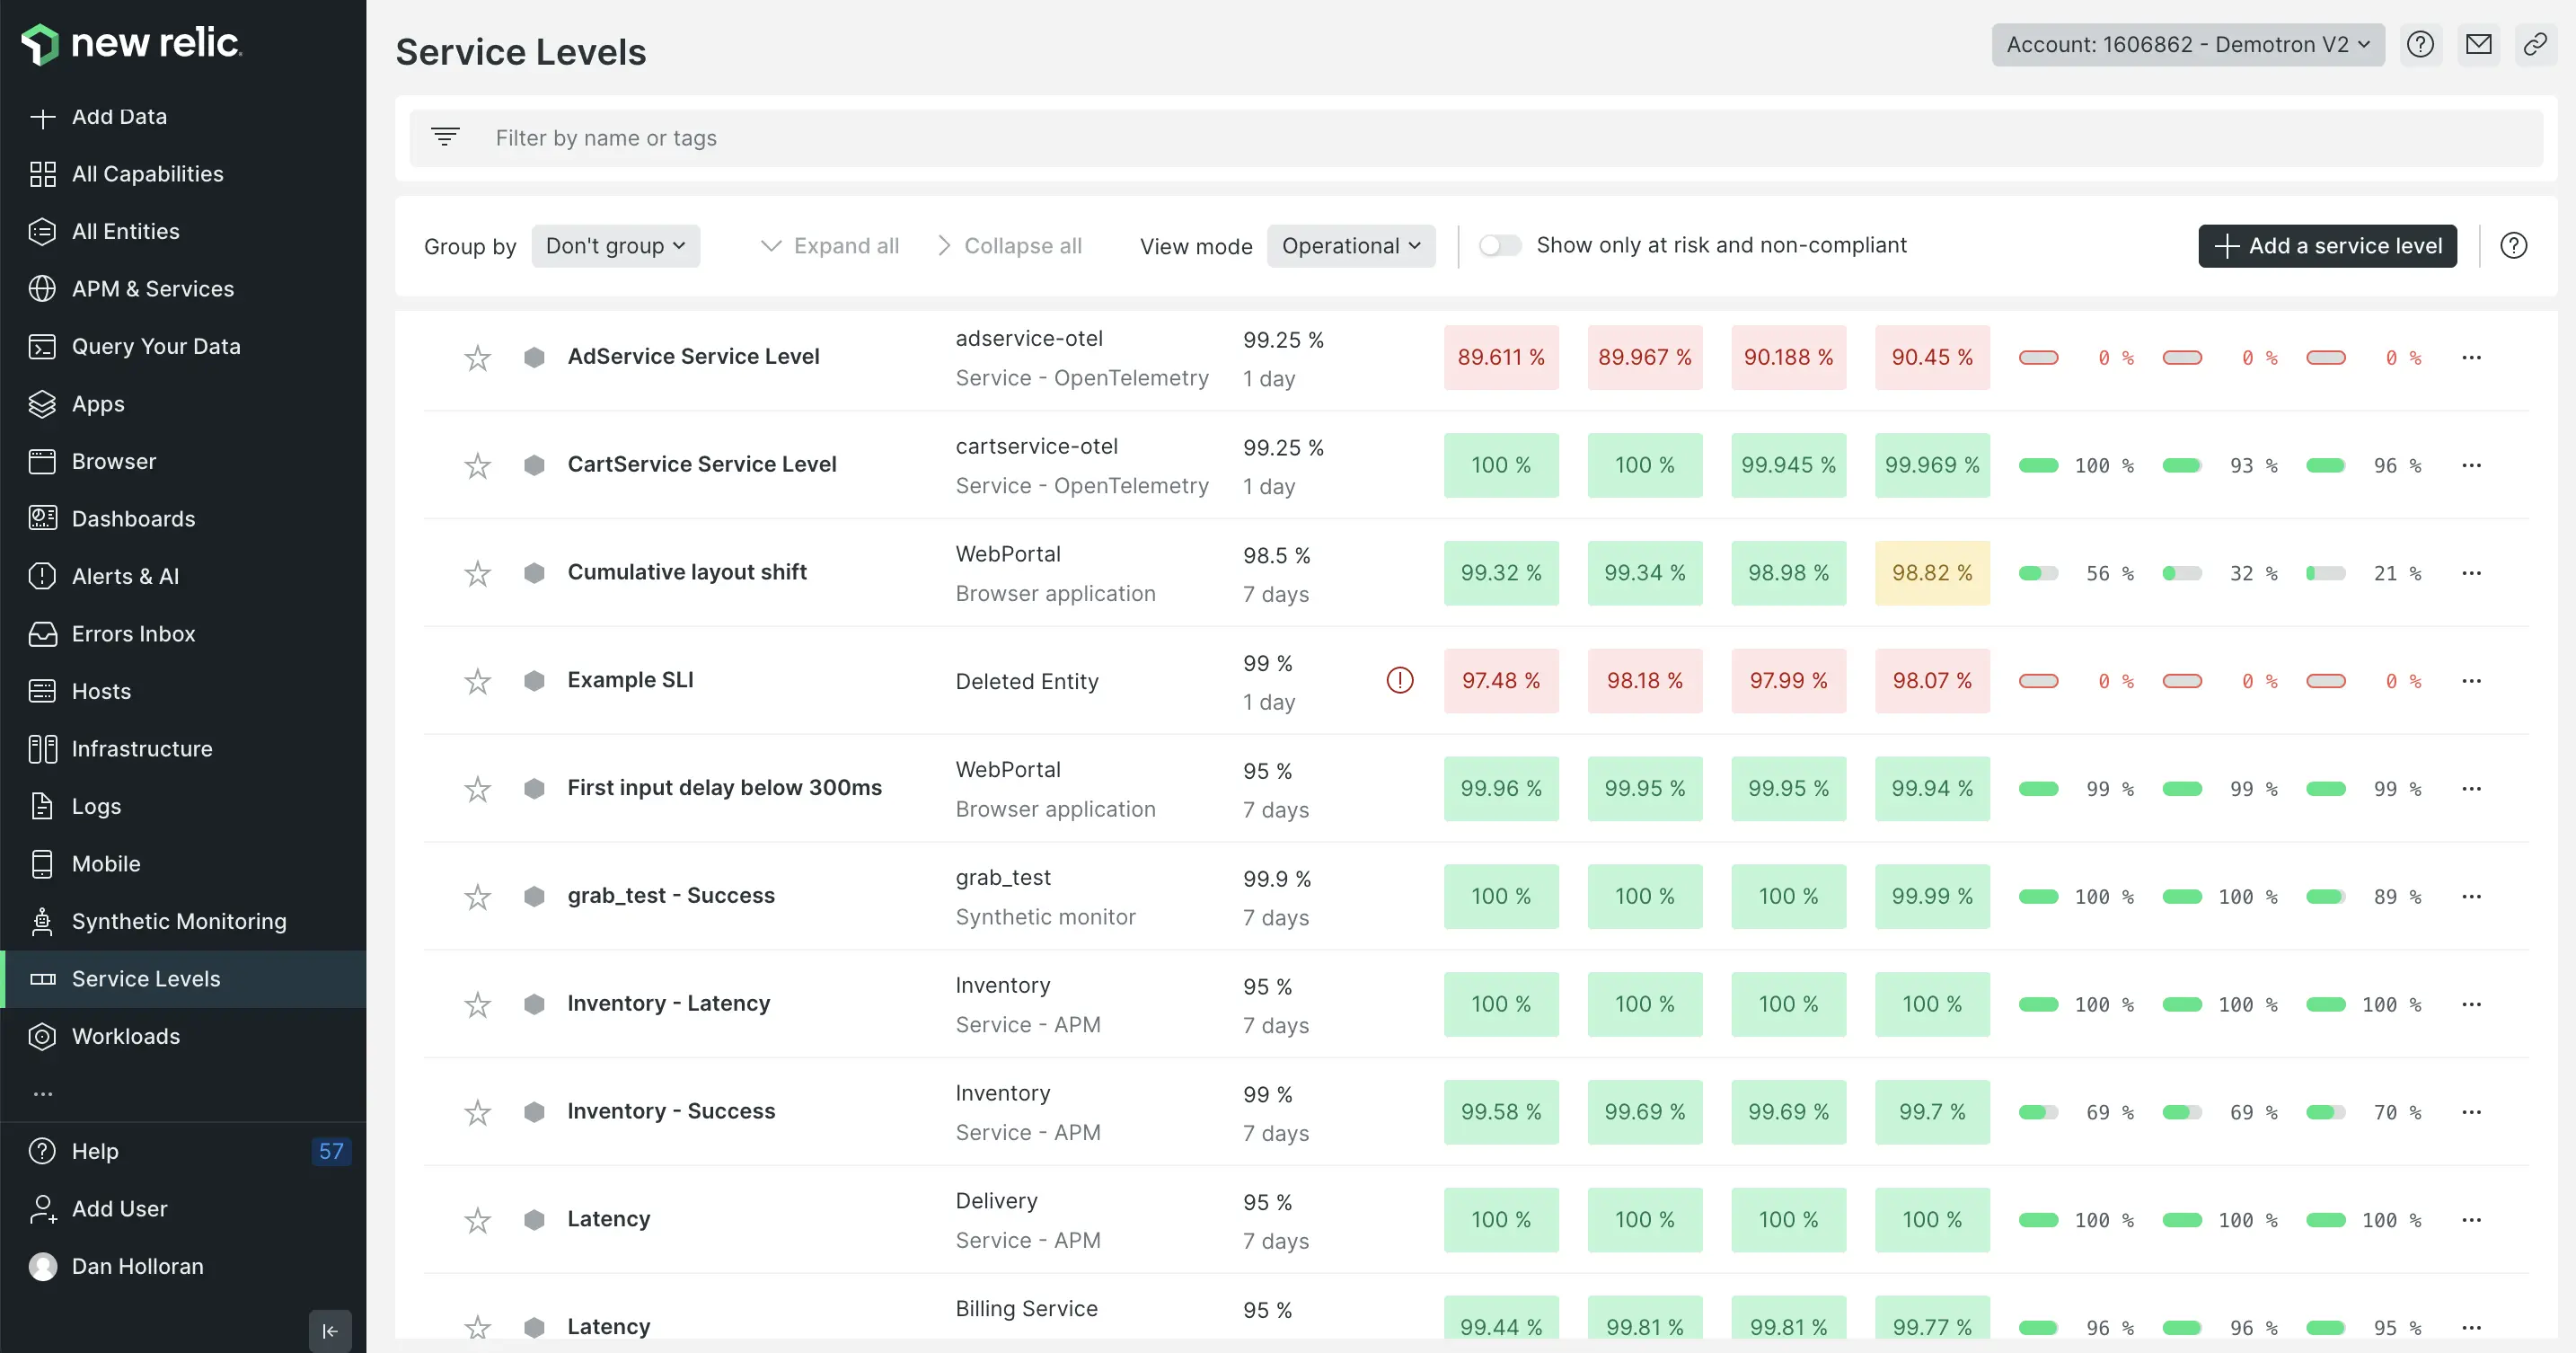 new relic.
Add Data
All Capabilities
All Entities
APM & Services
Query Your Data
Apps
Browser
Dashboards
Alerts & AI
Errors Inbox
Hosts
Infrastructure
Logs
Mobile
Synthetic Monitoring
Service Levels
Workloads
...
Help 57
Add User
Dan Holloran
Service Levels
Account: 1606862 - Demotron V2
Filter by name or tags
Group by Don't group Expand all Collapse all View mode Operational Show only at risk and non-compliant + Add a service level
AdService Service Level adservice-otel 99.25 % 89.611 % 89.967 % 90.188 % 90.45 % 0 % 0 % 0 % ...
Service - OpenTelemetry 1 day
CartService Service Level cartservice-otel 99.25 % 100 % 100 % 99.945 % 99.969 % 100 % 93 % 96 % ...
Service - OpenTelemetry 1 day
Cumulative layout shift WebPortal 98.5 % 99.32 % 99.34 % 98.98 % 98.82 % 56 % 32 % 21 % ...
Browser application 7 days
Example SLI Deleted Entity 99 % 97.48 % 98.18 % 97.99 % 98.07 % 0 % 0 % 0 % ...
1 day
First input delay below 300ms WebPortal 95 % 99.96 % 99.95 % 99.95 % 99.94 % 99 % 99 % 99 % ...
Browser application 7 days
grab_test - Success grab_test 99.9 % 100 % 100 % 100 % 99.99 % 100 % 100 % 89 % ...
Synthetic monitor 7 days
Inventory - Latency Inventory 95 % 100 % 100 % 100 % 100 % 100 % 100 % 100 % ...
Service - APM 7 days
Inventory - Success Inventory 99 % 99.58 % 99.69 % 99.69 % 99.7 % 69 % 69 % 70 % ...
Service - APM 7 days
Latency Delivery 95 % 100 % 100 % 100 % 100 % 100 % 100 % 100 % ...
Service - APM 7 days
Latency Billing Service 95 % 99.44 % 99.81 % 99.81 % 99.77 % 96 % 96 % 95 % ...